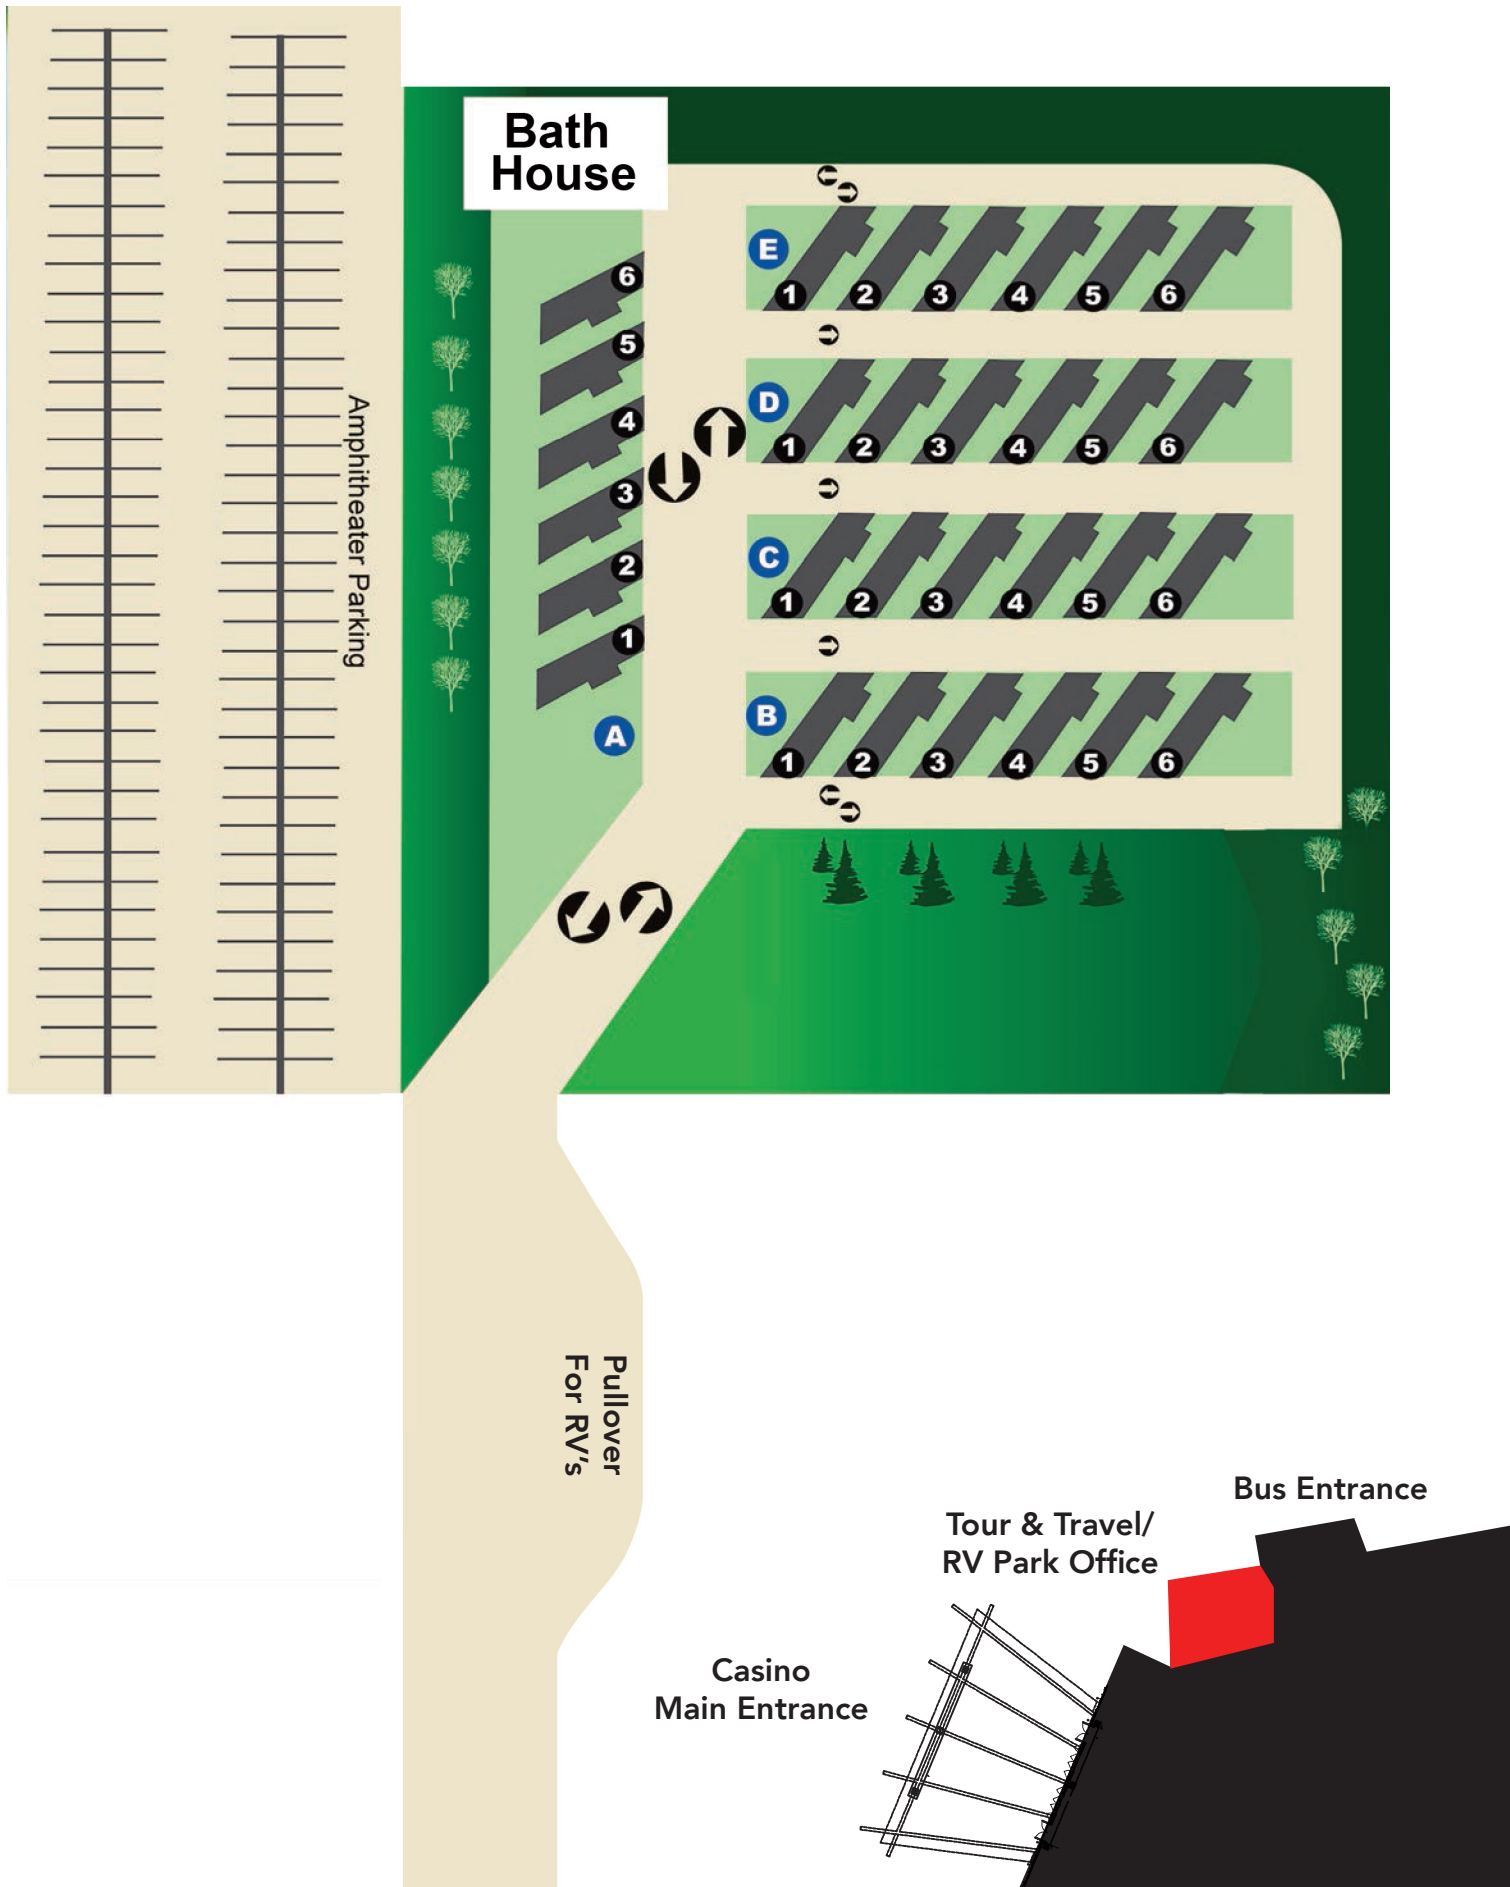 Bath
House
E
1 2 3 4 5 6
D
1 2 3 4 5 6
C
1 2 3 4 5 6
B
1 2 3 4 5 6
6
5
4
3
2
1
A
Amphitheater Parking
Pullover
For RV's
Bus Entrance
Tour & Travel/
RV Park Office
Casino
Main Entrance